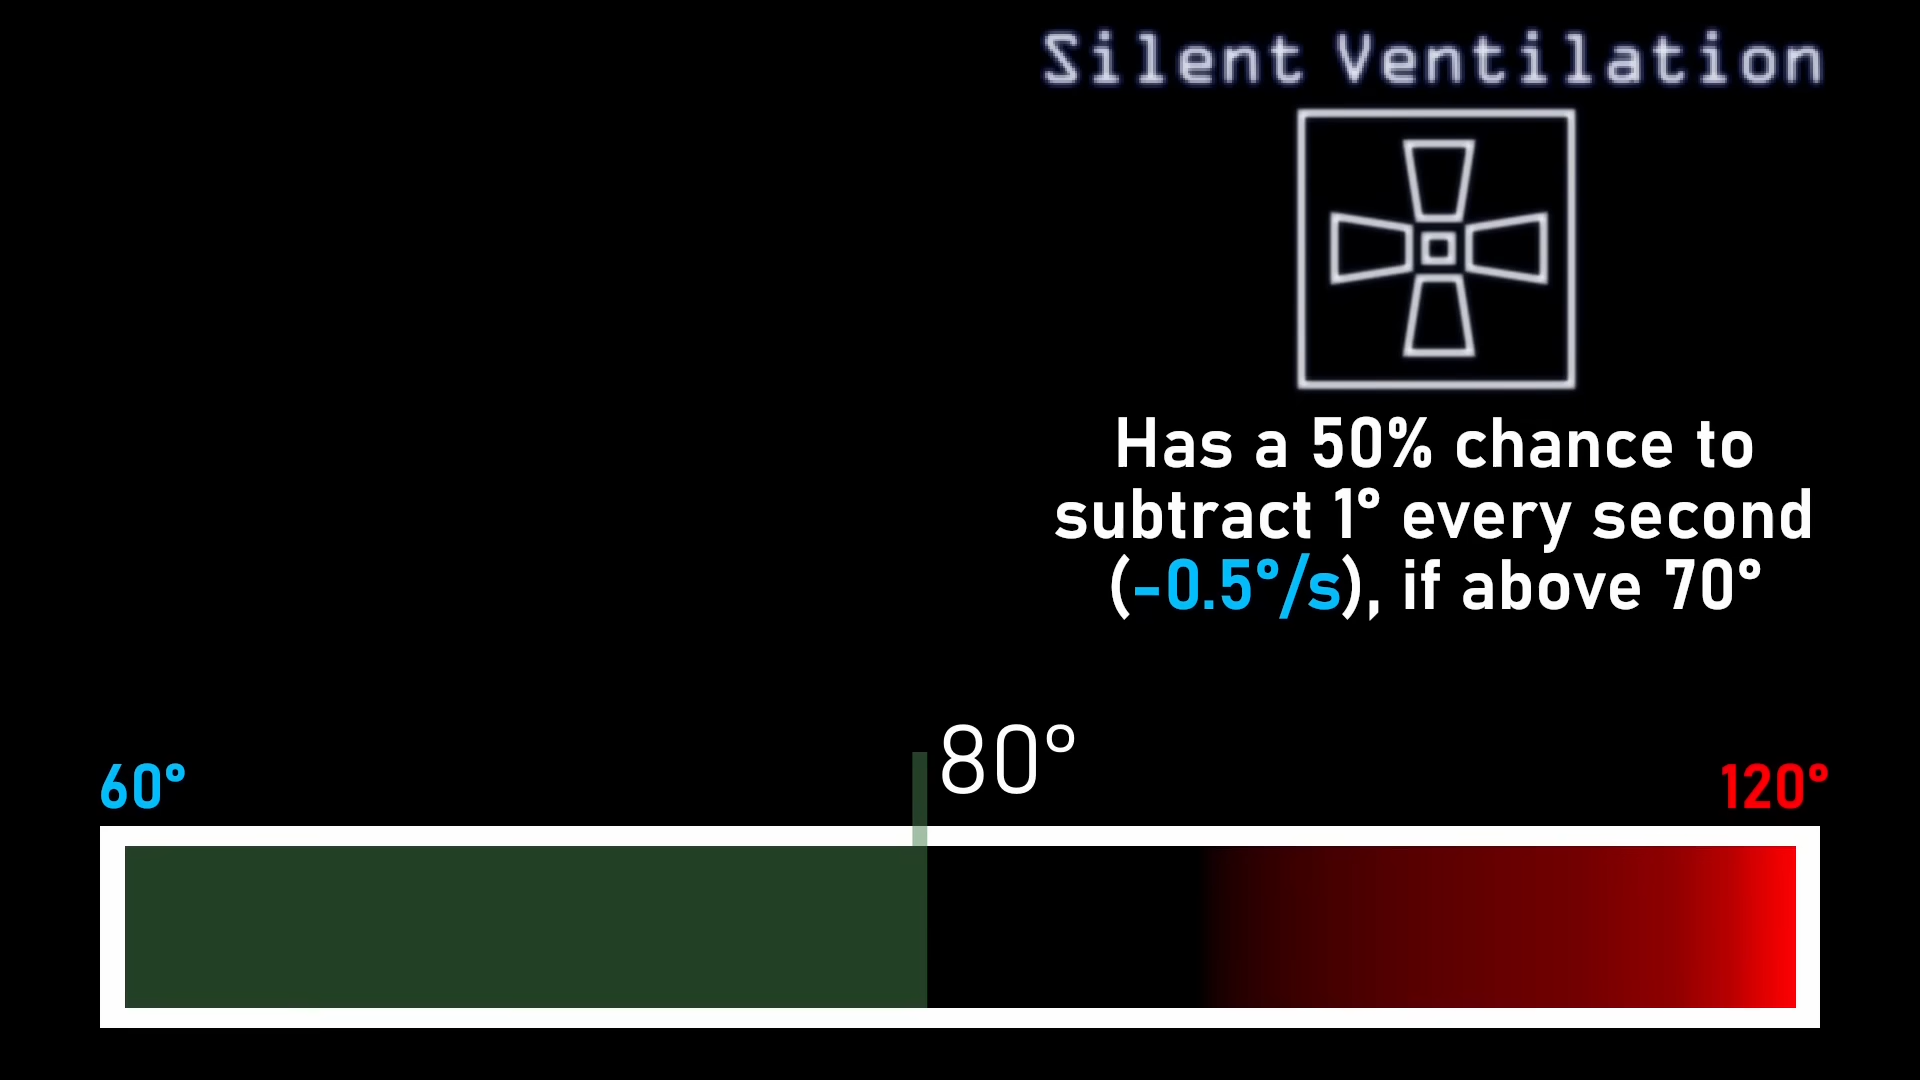 Silent Ventilation
Has a 50% chance to
subtract 1° every second
(-0.5°/s), if above 70°
80°
60°
120°